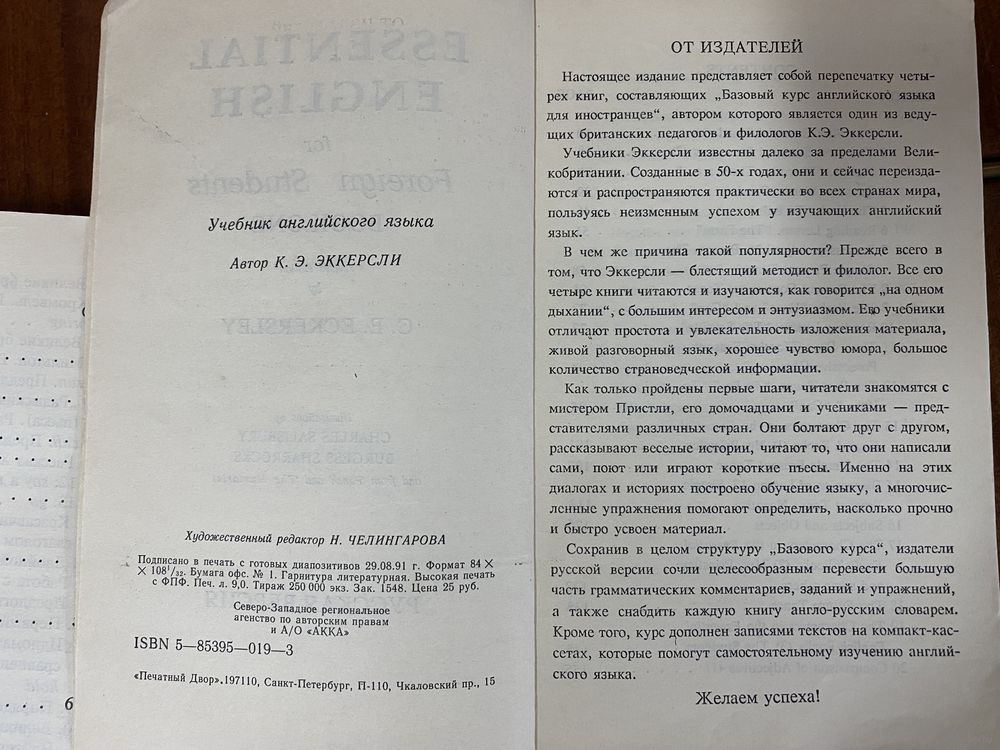 Учебник английского языка
Автор К. Э. ЭККЕРСЛИ
Художественный редактор Н. ЧЕЛИНГАРОВА
Подписано в печать с готовых диапозитивов 29.08.91 г. Формат 84 ×
× 108¹/₃₂. Бумага офс. № 1. Гарнитура литературная. Высокая печать
с ФПФ. Печ. л. 9,0. Тираж 250 000 экз. Зак. 1548. Цена 25 руб.
Северо-Западное региональное
агенство по авторским правам
и А/О «АККА»
ISBN 5—85395—019—3
«Печатный Двор».197110, Санкт-Петербург, П-110, Чкаловский пр., 15
6
ОТ ИЗДАТЕЛЕЙ
Настоящее издание представляет собой перепечатку четы-
рех книг, составляющих „Базовый курс английского языка
для иностранцев“, автором которого является один из веду-
щих британских педагогов и филологов К.Э. Эккерсли.
Учебники Эккерсли известны далеко за пределами Вели-
кобритании. Созданные в 50-х годах, они и сейчас переизда-
ются и распространяются практически во всех странах мира,
пользуясь неизменным успехом у изучающих английский
язык.
В чем же причина такой популярности? Прежде всего в
том, что Эккерсли — блестящий методист и филолог. Все его
четыре книги читаются и изучаются, как говорится „на одном
дыхании“, с большим интересом и энтузиазмом. Его учебники
отличают простота и увлекательность изложения материала,
живой разговорный язык, хорошее чувство юмора, большое
количество страноведческой информации.
Как только пройдены первые шаги, читатели знакомятся с
мистером Пристли, его домочадцами и учениками — пред-
ставителями различных стран. Они болтают друг с другом,
рассказывают веселые истории, читают то, что они написали
сами, поют или играют короткие пъесы. Именно на этих
диалогах и историях построено обучение языку, а многочис-
ленные упражнения помогают определить, насколько прочно
и быстро усвоен материал.
Сохранив в целом структуру „Базового курса“, издатели
русской версии сочли целесообразным перевести большую
часть грамматических комментариев, заданий и упражнений,
а также снабдить каждую книгу англо-русским словарем.
Кроме того, курс дополнен записями текстов на компакт-кас-
сетах, которые помогут самостоятельному изучению англий-
ского языка.
Желаем успеха!